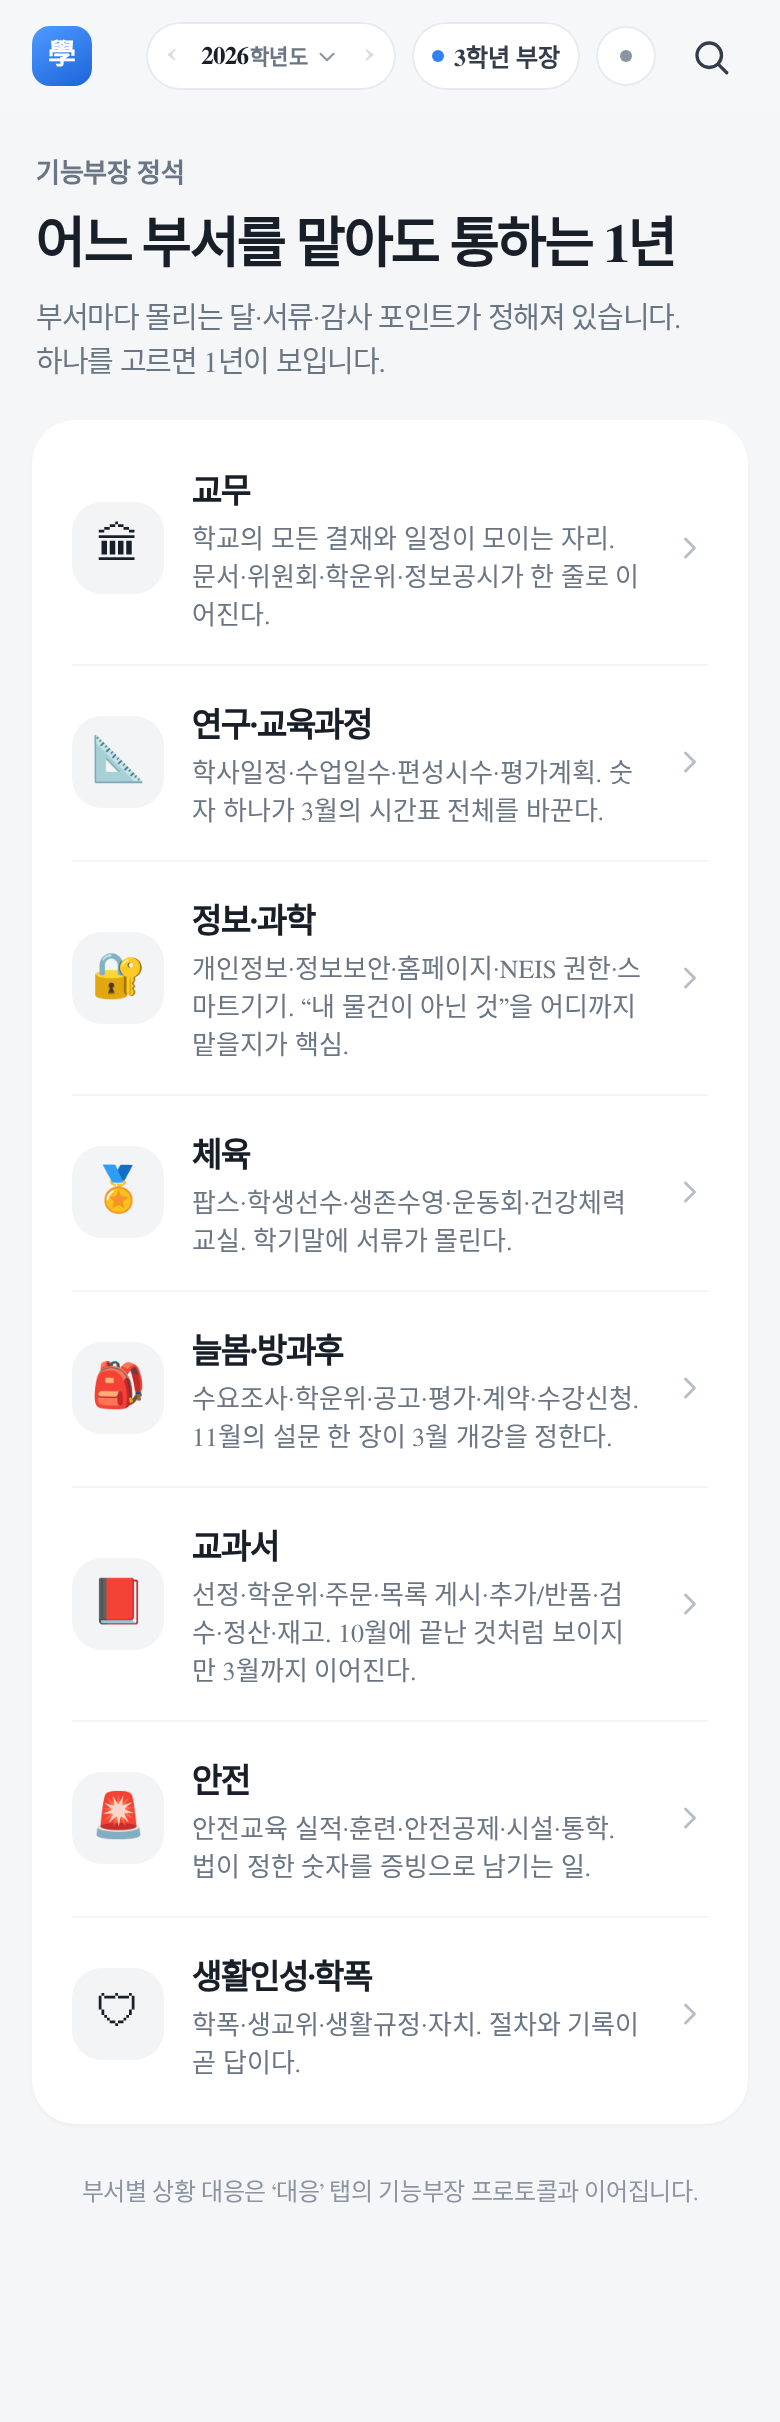 學
2026학년도
3학년 부장
기능부장 정석
어느 부서를 맡아도 통하는 1년
부서마다 몰리는 달·서류·감사 포인트가 정해져 있습니다.
하나를 고르면 1년이 보입니다.
교무
학교의 모든 결재와 일정이 모이는 자리.
문서·위원회·학운위·정보공시가 한 줄로 이
어진다.
연구·교육과정
학사일정·수업일수·편성시수·평가계획. 숫
자 하나가 3월의 시간표 전체를 바꾼다.
정보·과학
개인정보·정보보안·홈페이지·NEIS 권한·스
마트기기. “내 물건이 아닌 것”을 어디까지
맡을지가 핵심.
체육
팝스·학생선수·생존수영·운동회·건강체력
교실. 학기말에 서류가 몰린다.
늘봄·방과후
수요조사·학운위·공고·평가·계약·수강신청.
11월의 설문 한 장이 3월 개강을 정한다.
교과서
선정·학운위·주문·목록 게시·추가/반품·검
수·정산·재고. 10월에 끝난 것처럼 보이지
만 3월까지 이어진다.
안전
안전교육 실적·훈련·안전공제·시설·통학.
법이 정한 숫자를 증빙으로 남기는 일.
생활인성·학폭
학폭·생교위·생활규정·자치. 절차와 기록이
곧 답이다.
부서별 상황 대응은 ‘대응’ 탭의 기능부장 프로토콜과 이어집니다.